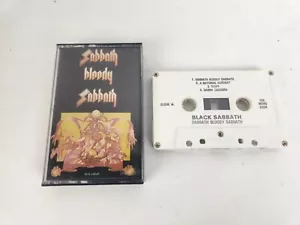 Sabbath
bloody
Sabbath
1. SABBATH BLOODY SABBATH
2. A NATIONAL ACROBAT
3. FLUFF
4. SABBRA CADABRA
SIDE A
BLACK SABBATH
SABBATH BLOODY SABBATH